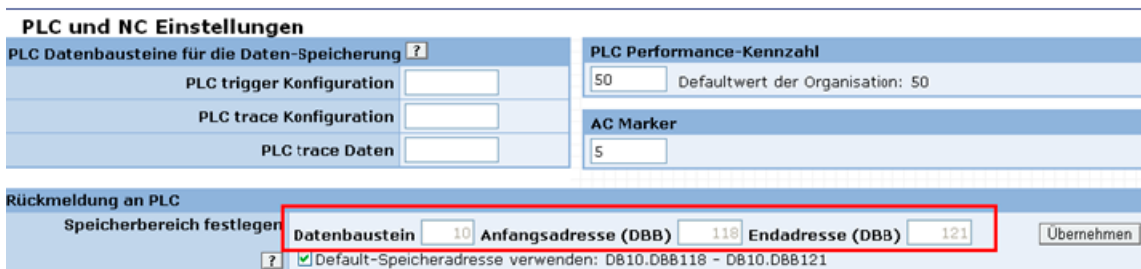 PLC und NC Einstellungen
PLC Datenbausteine für die Daten-Speicherung ?
PLC trigger Konfiguration
PLC trace Konfiguration
PLC trace Daten
PLC Performance-Kennzahl
50 Defaultwert der Organisation: 50
AC Marker
5
Rückmeldung an PLC
Speicherbereich festlegen
Datenbaustein 10 Anfangsadresse (DBB) 118 Endadresse (DBB) 121 Übernehmen
? Default-Speicheradresse verwenden: DB10.DBB118 - DB10.DBB121